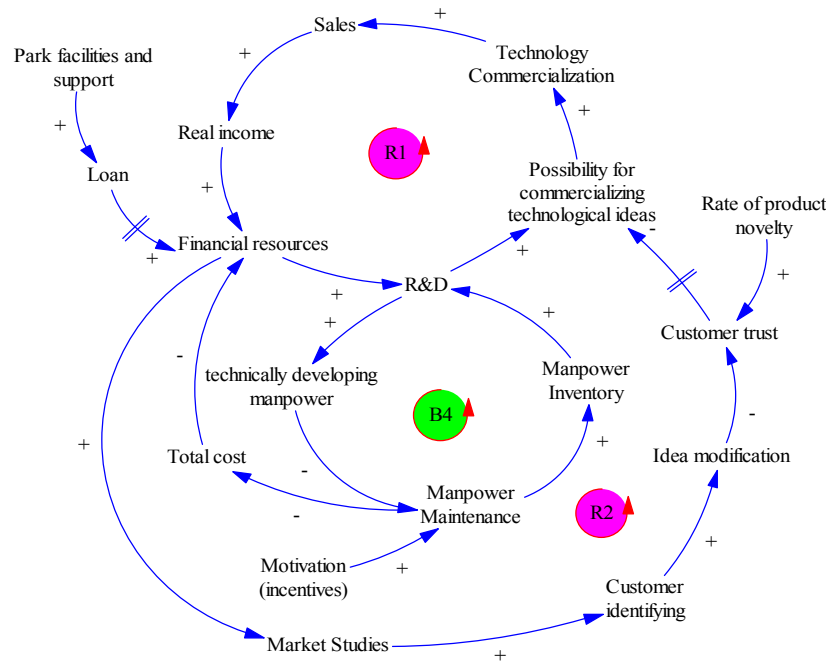 Sales
+
Technology
Commercialization
Park facilities and
support
+
+
+
Real income
R1
Loan
+
Possibility for
commercializing
technological ideas
Rate of product
novelty
-
Financial resources
+
+
+
R&D
+
+
+
Customer trust
-
technically developing
manpower
Manpower
Inventory
B4
-
+
+
Total cost
-
Idea modification
Manpower
Maintenance
-
R2
+
Motivation
(incentives)
+
Customer
identifying
Market Studies
+